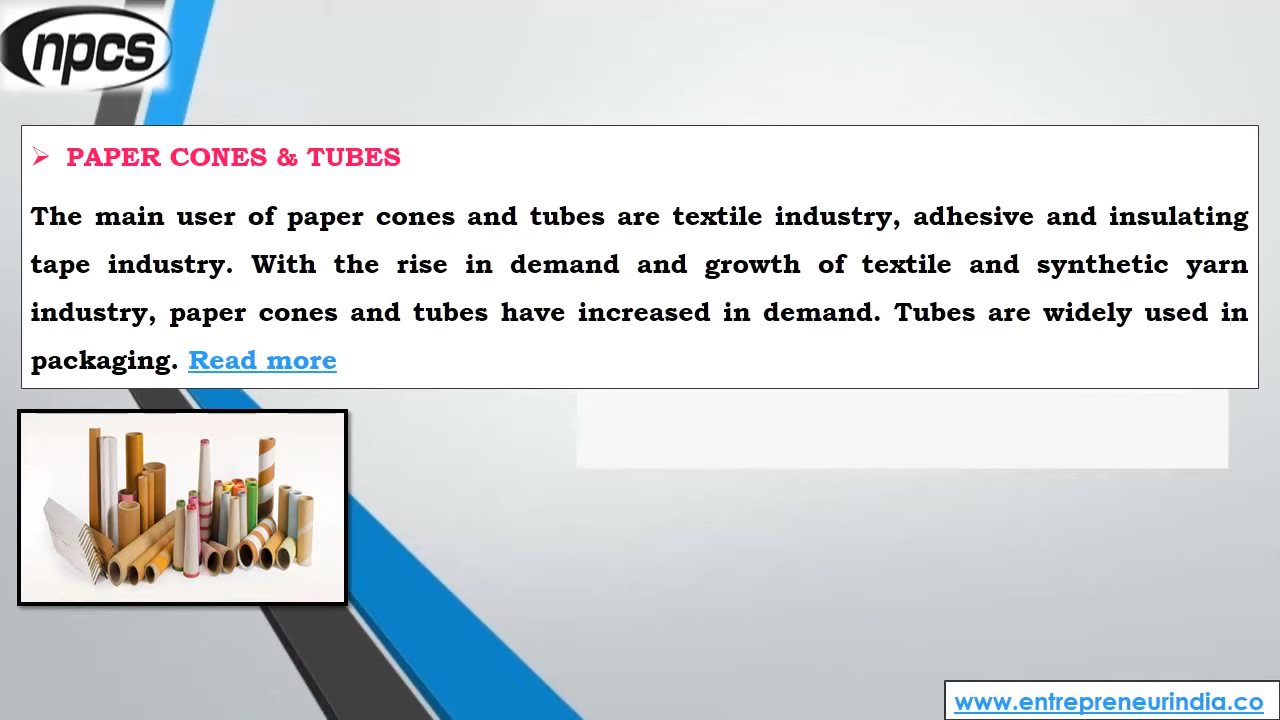 npcs
➢ PAPER CONES & TUBES
The main user of paper cones and tubes are textile industry, adhesive and insulating
tape industry. With the rise in demand and growth of textile and synthetic yarn
industry, paper cones and tubes have increased in demand. Tubes are widely used in
packaging. Read more
www.entrepreneurindia.co